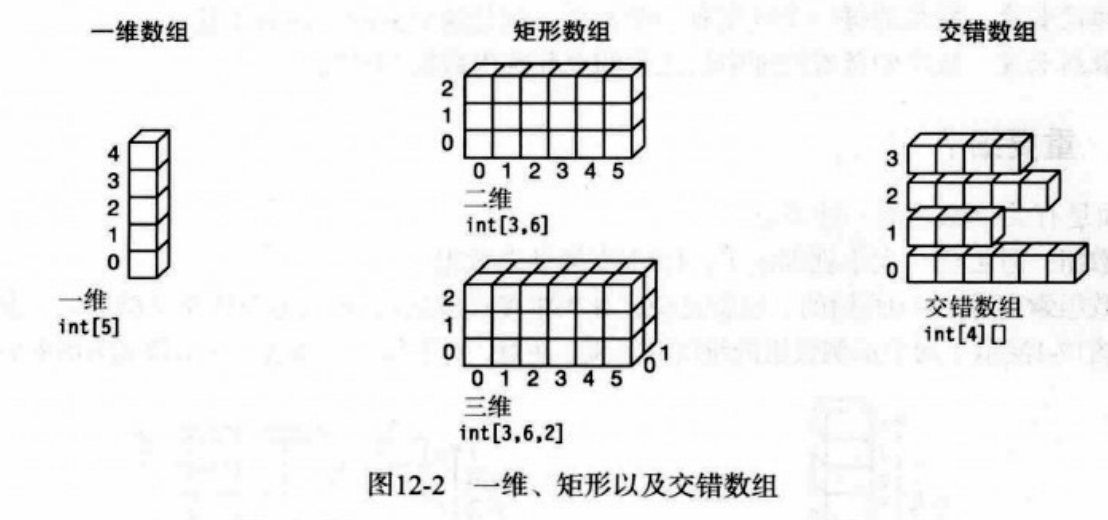 一维数组
矩形数组
交错数组
4
3
2
1
0
一维
int[5]
2
1
0
0 1 2 3 4 5
二维
int[3,6]
2
1
0
0 1 2 3 4 5
0
1
三维
int[3,6,2]
3
2
1
0
交错数组
int[4][]
图12-2 一维、矩形以及交错数组